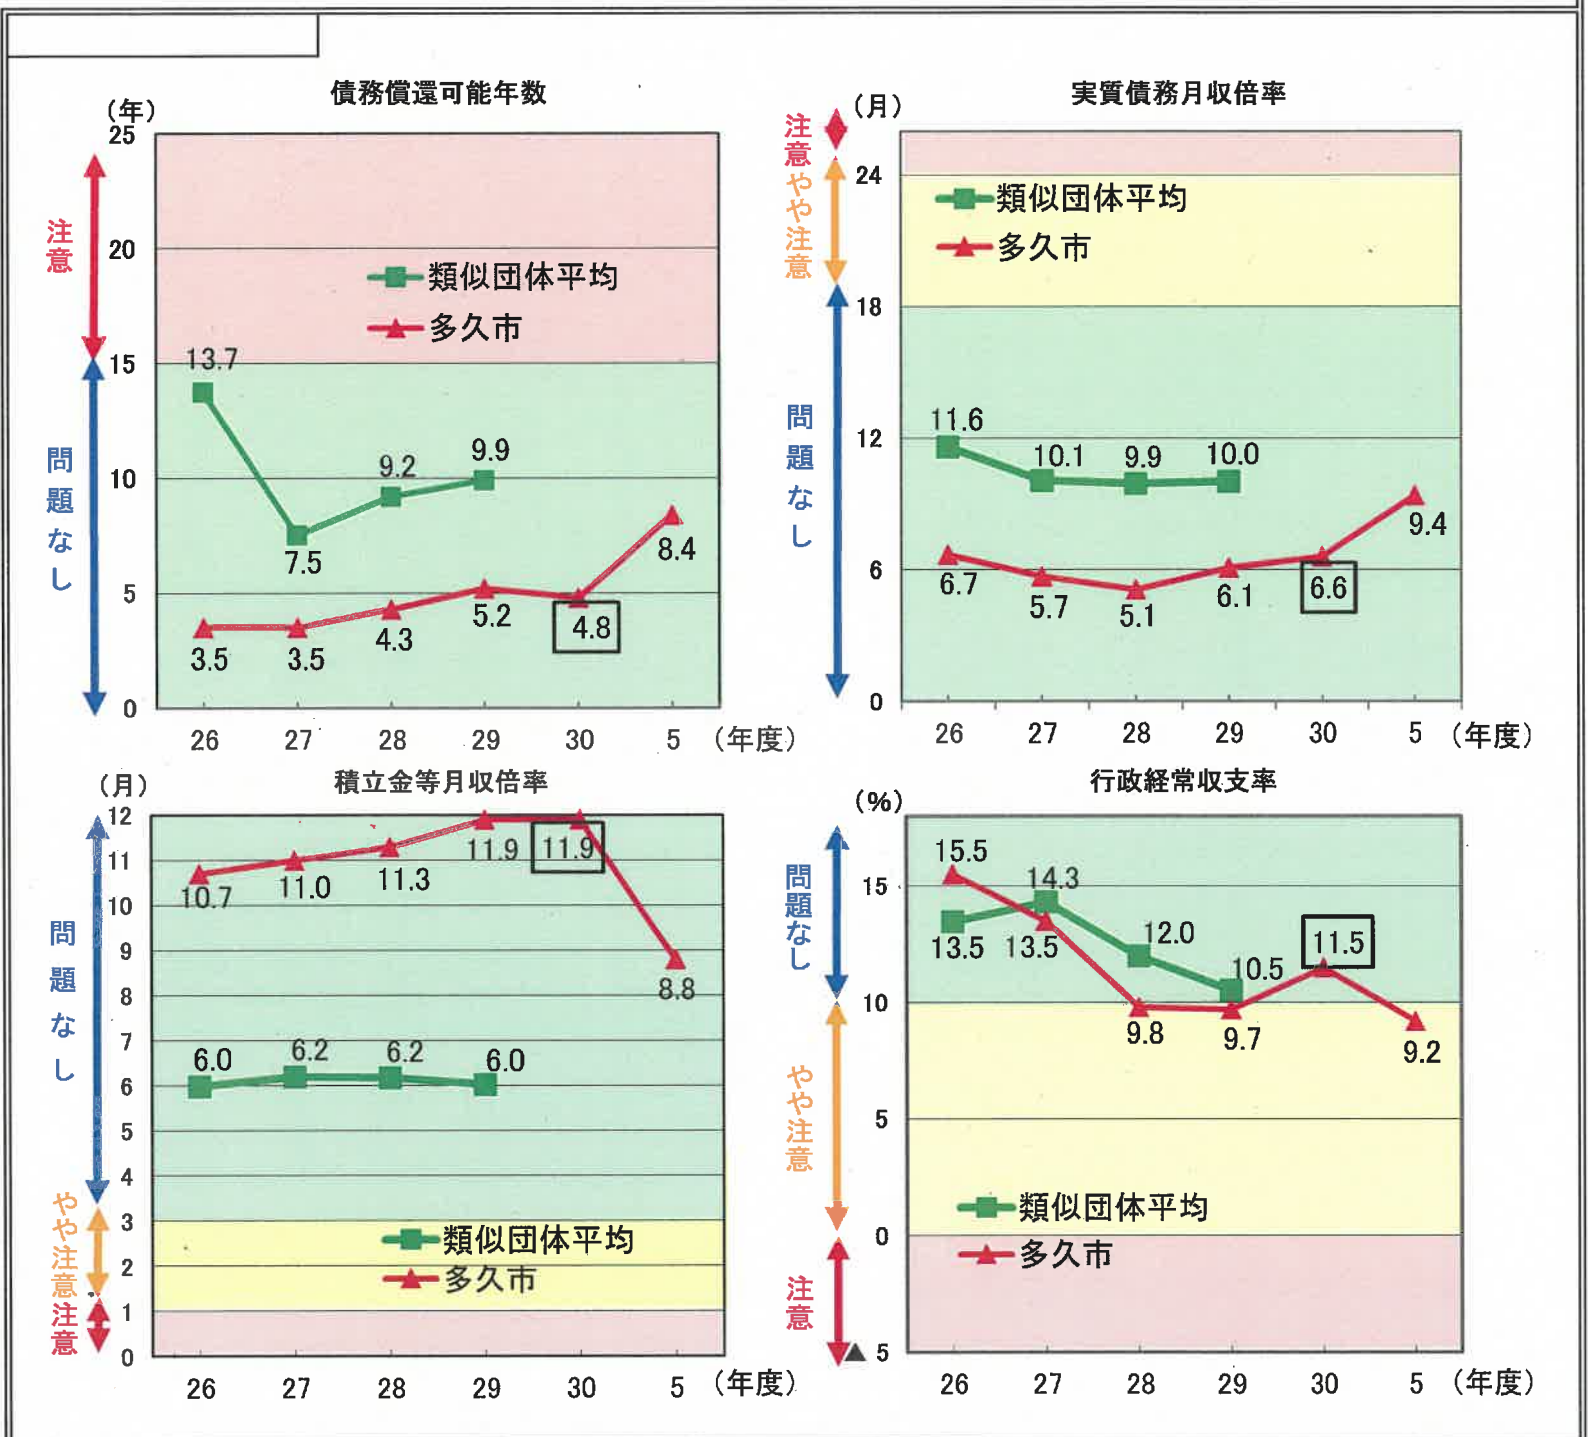 債務償還可能年数
（年）
25
20
15
10
5
0
注意
問題なし
類似団体平均
多久市
13.7
7.5
9.2
9.9
3.5
3.5
4.3
5.2
4.8
8.4
26 27 28 29 30 5 （年度）
実質債務月収倍率
（月）
24
18
12
6
0
注意
やや注意
問題なし
類似団体平均
多久市
11.6
10.1
9.9
10.0
6.7
5.7
5.1
6.1
6.6
9.4
26 27 28 29 30 5 （年度）
積立金等月収倍率
（月）
12
11
10
9
8
7
6
5
4
3
2
1
0
問題なし
やや注意
注意
10.7
11.0
11.3
11.9
11.9
8.8
6.0
6.2
6.2
6.0
類似団体平均
多久市
26 27 28 29 30 5 （年度）
行政経常収支率
（%）
15
10
5
0
▲ 5
問題なし
やや注意
注意
15.5
14.3
13.5
13.5
12.0
10.5
11.5
9.8
9.7
9.2
類似団体平均
多久市
26 27 28 29 30 5 （年度）